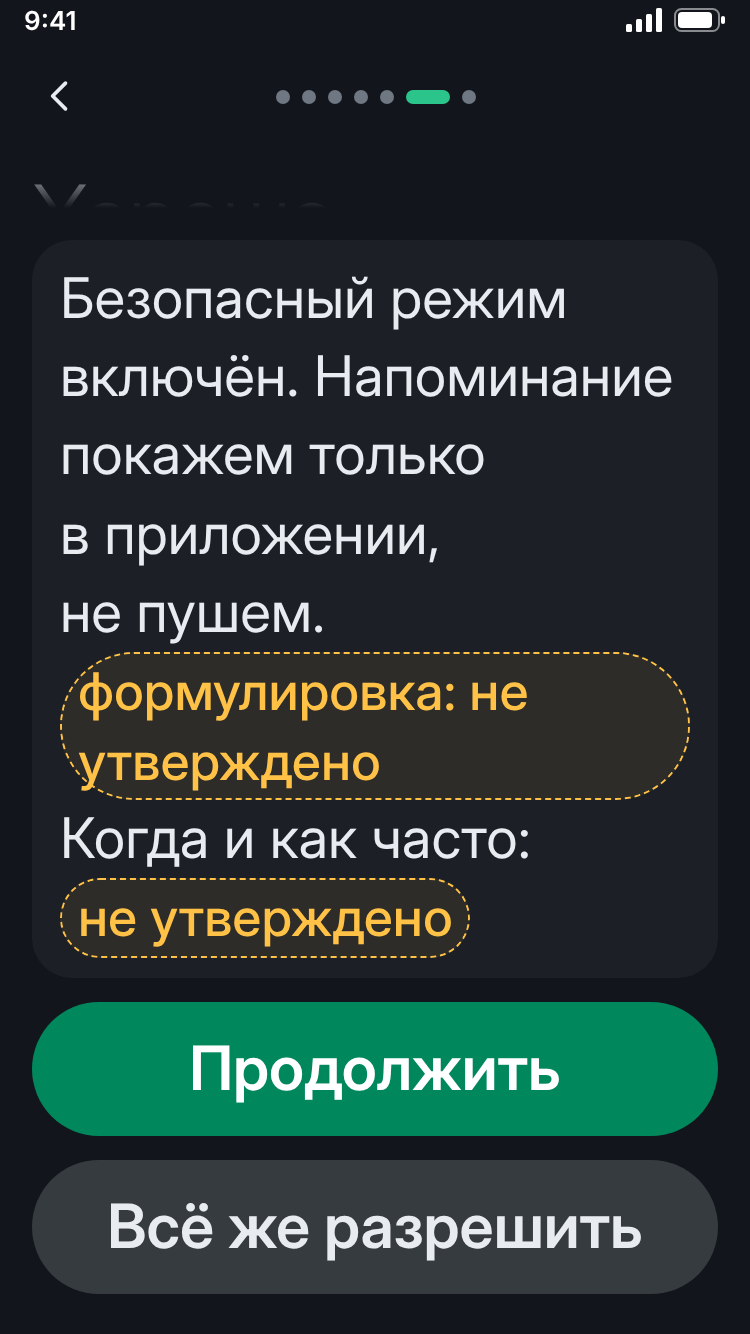 9:41
Безопасный режим
включён. Напоминание
покажем только
в приложении,
не пушем.
формулировка: не
утверждено
Когда и как часто:
не утверждено
Продолжить
Всё же разрешить